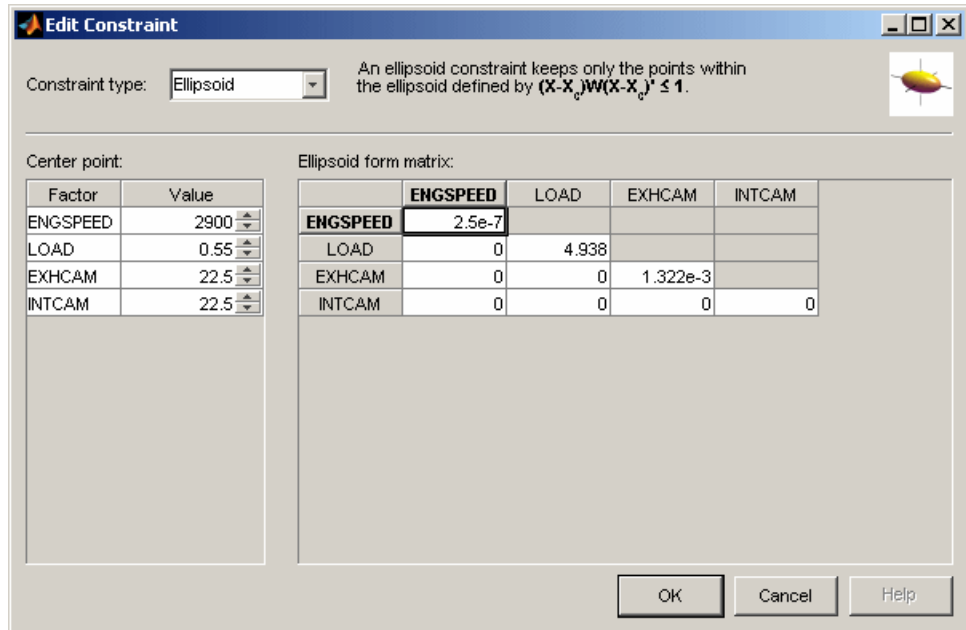 Edit Constraint
Constraint type: Ellipsoid
An ellipsoid constraint keeps only the points within
the ellipsoid defined by (X-Xc)W(X-Xc)' ≤ 1.
Center point:
Factor Value
ENGSPEED 2900
LOAD 0.55
EXHCAM 22.5
INTCAM 22.5
Ellipsoid form matrix:
ENGSPEED LOAD EXHCAM INTCAM
ENGSPEED 2.5e-7
LOAD 0 4.938
EXHCAM 0 0 1.322e-3
INTCAM 0 0 0 0
OK Cancel Help